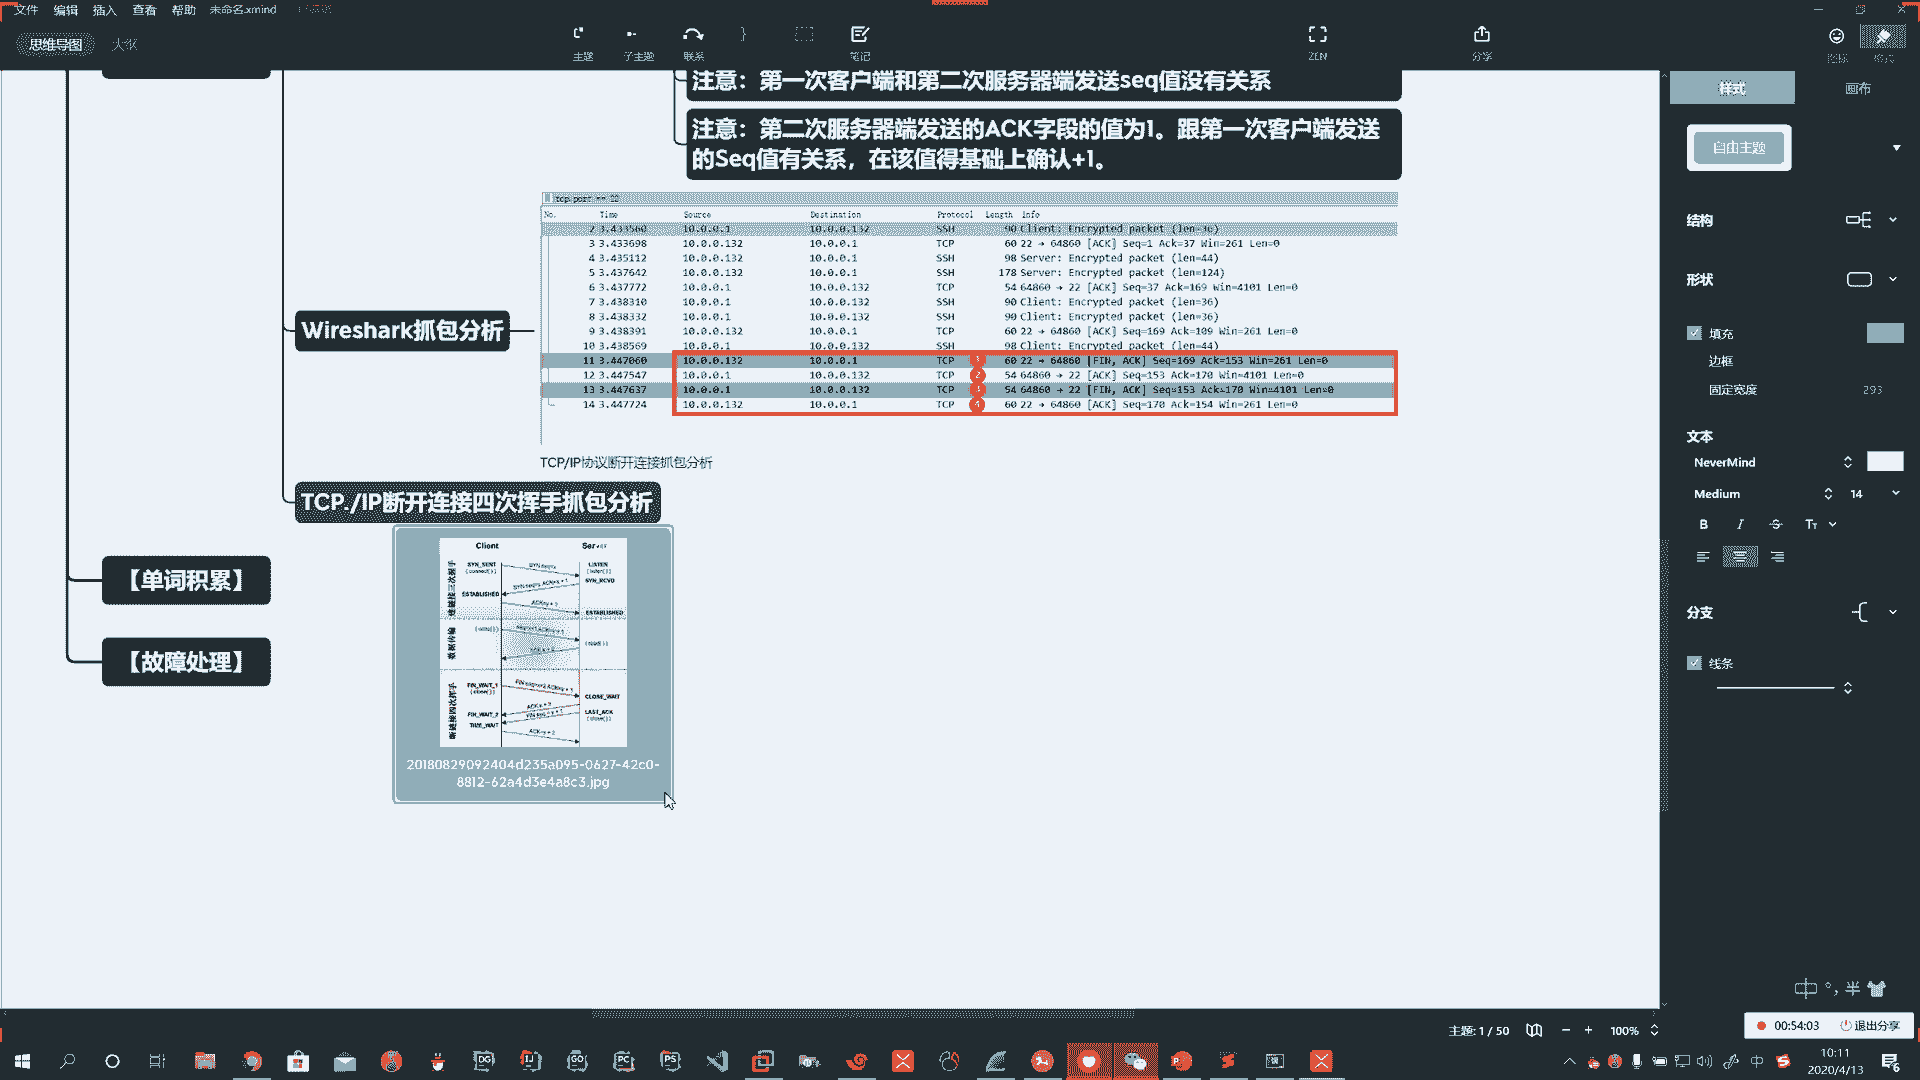 文件 编辑 插入 查看 帮助 未命名.xmind
思维导图 大纲
主题 子主题 联系 笔记 ZEN 分享
注意：第一次客户端和第二次服务器端发送seq值没有关系
注意：第二次服务器端发送的ACK字段的值为1。跟第一次客户端发送
的Seq值有关系，在该值得基础上确认+1。
tcp.port == 22
No. Time Source Destination Protocol Length Info
2 3.433560 10.0.0.1 10.0.0.132 SSH 90 Client: Encrypted packet (len=36)
3 3.433698 10.0.0.132 10.0.0.1 TCP 60 22 → 64860 [ACK] Seq=1 Ack=37 Win=261 Len=0
4 3.435112 10.0.0.132 10.0.0.1 SSH 98 Server: Encrypted packet (len=44)
5 3.437642 10.0.0.132 10.0.0.1 SSH 178 Server: Encrypted packet (len=124)
6 3.437772 10.0.0.1 10.0.0.132 TCP 54 64860 → 22 [ACK] Seq=37 Ack=169 Win=4101 Len=0
7 3.438310 10.0.0.1 10.0.0.132 SSH 90 Client: Encrypted packet (len=36)
8 3.438332 10.0.0.1 10.0.0.132 SSH 90 Client: Encrypted packet (len=36)
9 3.438391 10.0.0.132 10.0.0.1 TCP 60 22 → 64860 [ACK] Seq=169 Ack=109 Win=261 Len=0
10 3.438569 10.0.0.1 10.0.0.132 SSH 98 Client: Encrypted packet (len=44)
11 3.447060 10.0.0.132 10.0.0.1 TCP 1 60 22 → 64860 [FIN, ACK] Seq=169 Ack=153 Win=261 Len=0
12 3.447547 10.0.0.1 10.0.0.132 TCP 2 54 64860 → 22 [ACK] Seq=153 Ack=170 Win=4101 Len=0
13 3.447637 10.0.0.1 10.0.0.132 TCP 3 54 64860 → 22 [FIN, ACK] Seq=153 Ack=170 Win=4101 Len=0
14 3.447724 10.0.0.132 10.0.0.1 TCP 4 60 22 → 64860 [ACK] Seq=170 Ack=154 Win=261 Len=0
Wireshark抓包分析
TCP/IP协议断开连接抓包分析
TCP./IP断开连接四次挥手抓包分析
【单词积累】
【故障处理】
Client Server
SYN_SENT
(connect())
LISTEN
(listen())
SYN_RCVD
ESTABLISHED
ESTABLISHED
数据传输
FIN_WAIT_1
(close())
CLOSE_WAIT
FIN_WAIT_2
TIME_WAIT
LAST_ACK
(close())
20180829092404d235a095-0627-42c0-
8812-62a4d3e4a8c3.jpg
图标 格式
样式 画布
自由主题
结构
形状
填充
边框
固定宽度 293
文本
NeverMind
Medium 14
B I S Tт
分支
线条
中 °, 半
主题: 1 / 50 100%
00:54:03 退出分享
中
10:11
2020/4/13